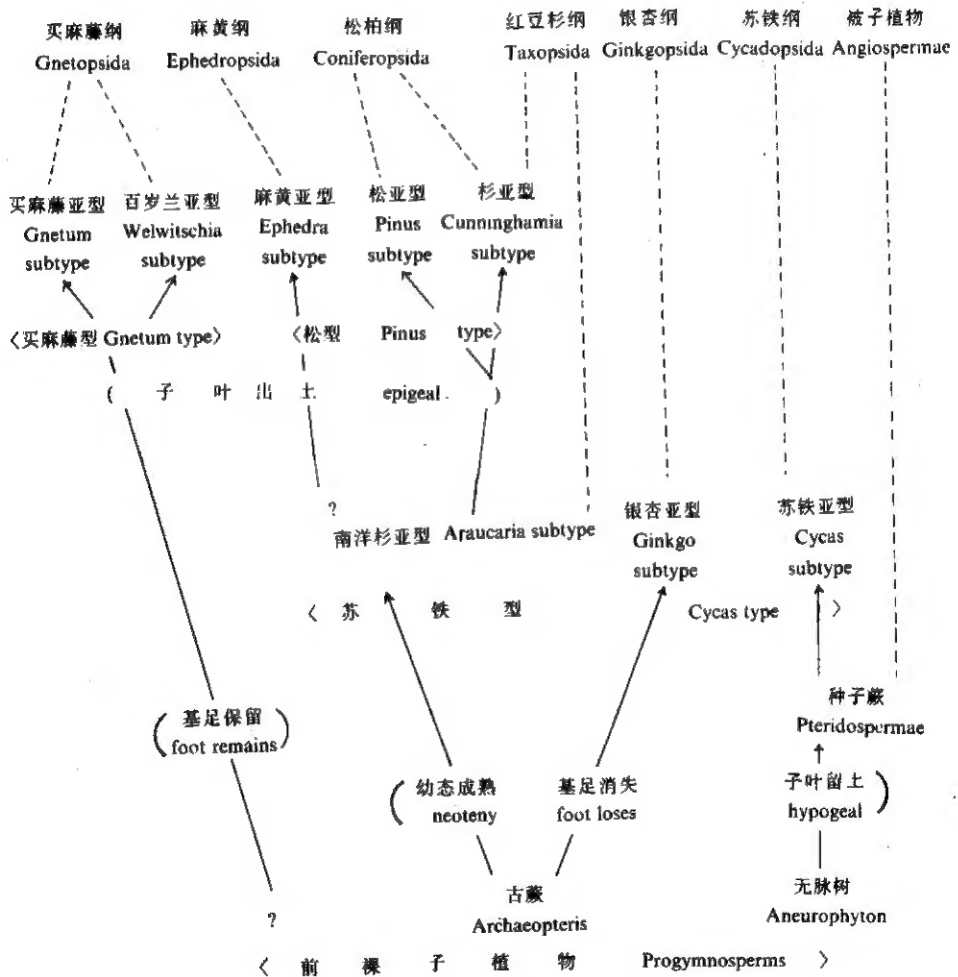 买麻藤纲 麻黄纲 松柏纲 红豆杉纲 银杏纲 苏铁纲 被子植物
Gnetopsida Ephedropsida Coniferopsida Taxopsida Ginkgopsida Cycadopsida Angiospermae
买麻藤亚型 百岁兰亚型 麻黄亚型 松亚型 杉亚型
Gnetum Welwitschia Ephedra Pinus Cunninghamia
subtype subtype subtype subtype subtype
〈买麻藤型 Gnetum type〉 〈松型 Pinus type〉
( 子 叶 出 土 epigeal. )
?
南洋杉亚型 Araucaria subtype
银杏亚型 苏铁亚型
Ginkgo Cycas
subtype subtype
〈 苏 铁 型 Cycas type 〉
种子蕨
Pteridospermae
(基足保留
foot remains)
(幼态成熟 基足消失 子叶留土)
neoteny foot loses hypogeal
古蕨 无脉树
? Archaeopteris Aneurophyton
〈 前 裸 子 植 物 Progymnosperms 〉